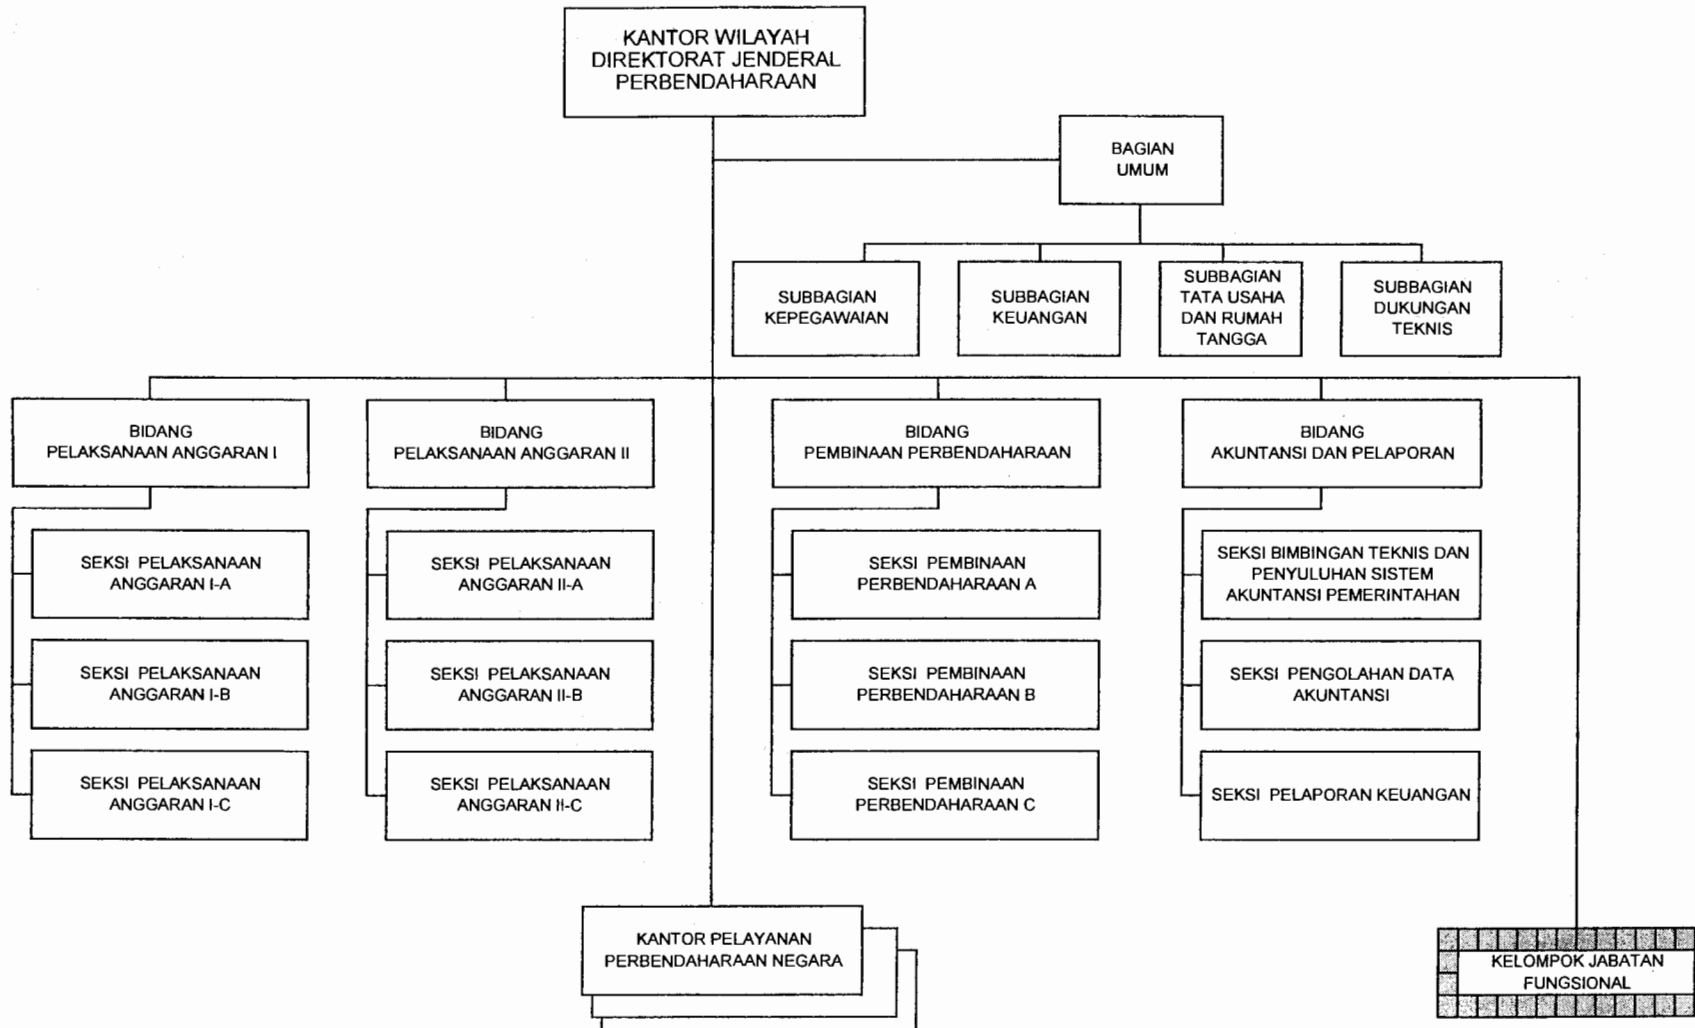 KANTOR WILAYAH
DIREKTORAT JENDERAL
PERBENDAHARAAN
BAGIAN
UMUM
SUBBAGIAN
KEPEGAWAIAN
SUBBAGIAN
KEUANGAN
SUBBAGIAN
TATA USAHA
DAN RUMAH
TANGGA
SUBBAGIAN
DUKUNGAN
TEKNIS
BIDANG
PELAKSANAAN ANGGARAN I
BIDANG
PELAKSANAAN ANGGARAN II
BIDANG
PEMBINAAN PERBENDAHARAAN
BIDANG
AKUNTANSI DAN PELAPORAN
SEKSI PELAKSANAAN
ANGGARAN I-A
SEKSI PELAKSANAAN
ANGGARAN II-A
SEKSI PEMBINAAN
PERBENDAHARAAN A
SEKSI BIMBINGAN TEKNIS DAN
PENYULUHAN SISTEM
AKUNTANSI PEMERINTAHAN
SEKSI PELAKSANAAN
ANGGARAN I-B
SEKSI PELAKSANAAN
ANGGARAN II-B
SEKSI PEMBINAAN
PERBENDAHARAAN B
SEKSI PENGOLAHAN DATA
AKUNTANSI
SEKSI PELAKSANAAN
ANGGARAN I-C
SEKSI PELAKSANAAN
ANGGARAN II-C
SEKSI PEMBINAAN
PERBENDAHARAAN C
SEKSI PELAPORAN KEUANGAN
KANTOR PELAYANAN
PERBENDAHARAAN NEGARA
KELOMPOK JABATAN
FUNGSIONAL